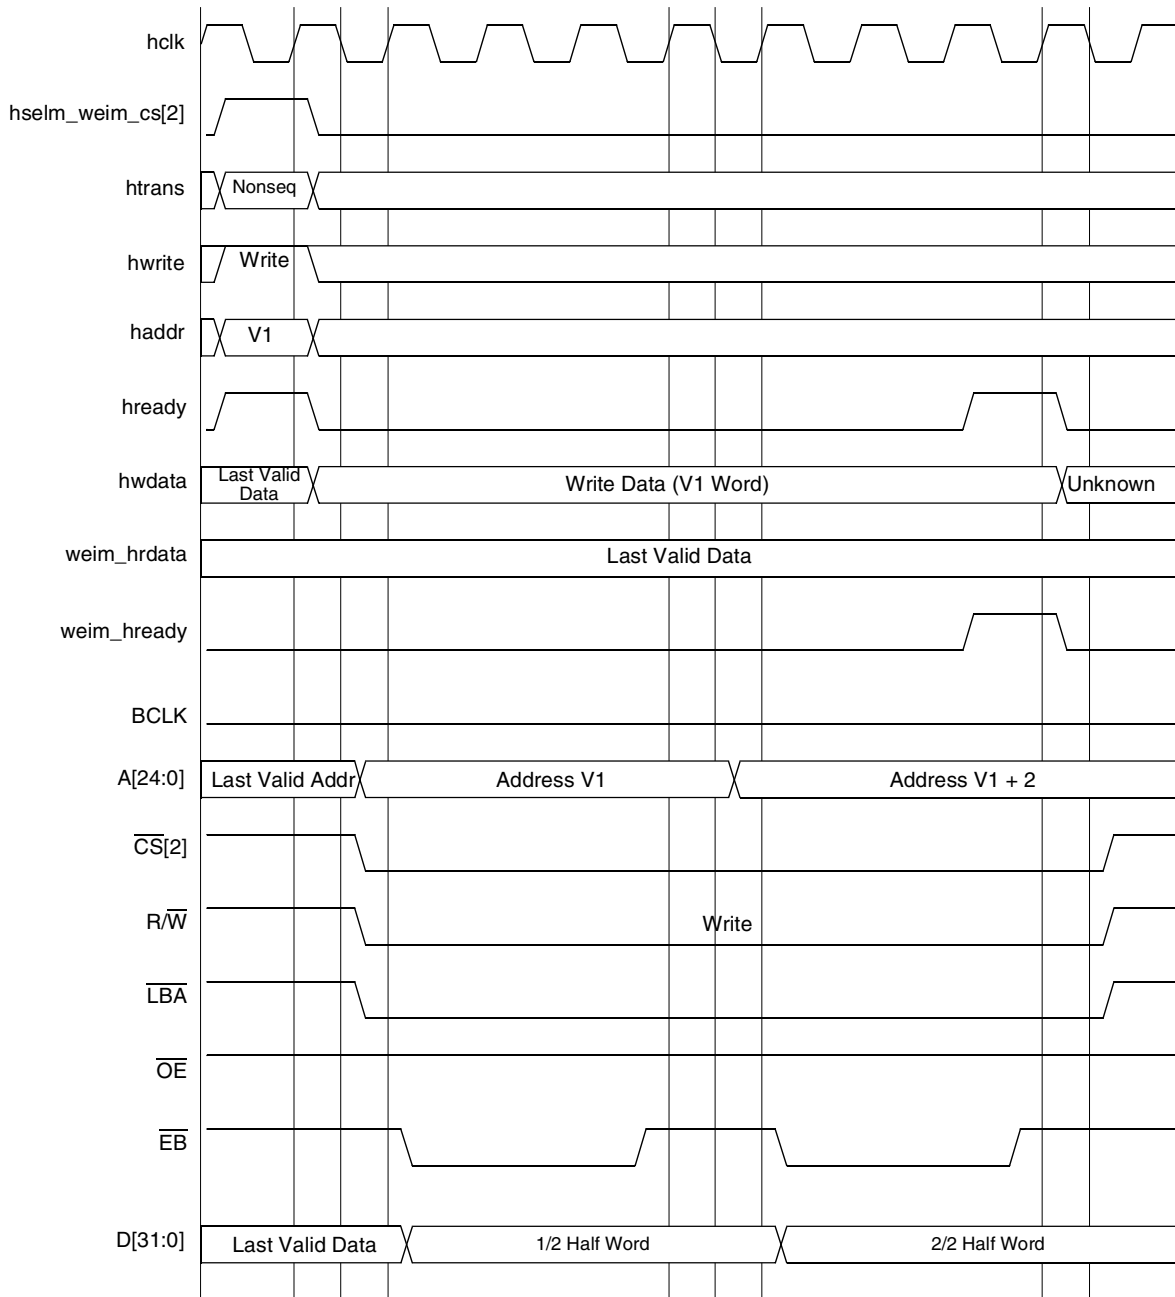 hclk
hselm_weim_cs[2]
htrans Nonseq
hwrite Write
haddr V1
hready
hwdata Last Valid Data Write Data (V1 Word) Unknown
weim_hrdata Last Valid Data
weim_hready
BCLK
A[24:0] Last Valid Addr Address V1 Address V1 + 2
CS[2]
R/W Write
LBA
OE
EB
D[31:0] Last Valid Data 1/2 Half Word 2/2 Half Word